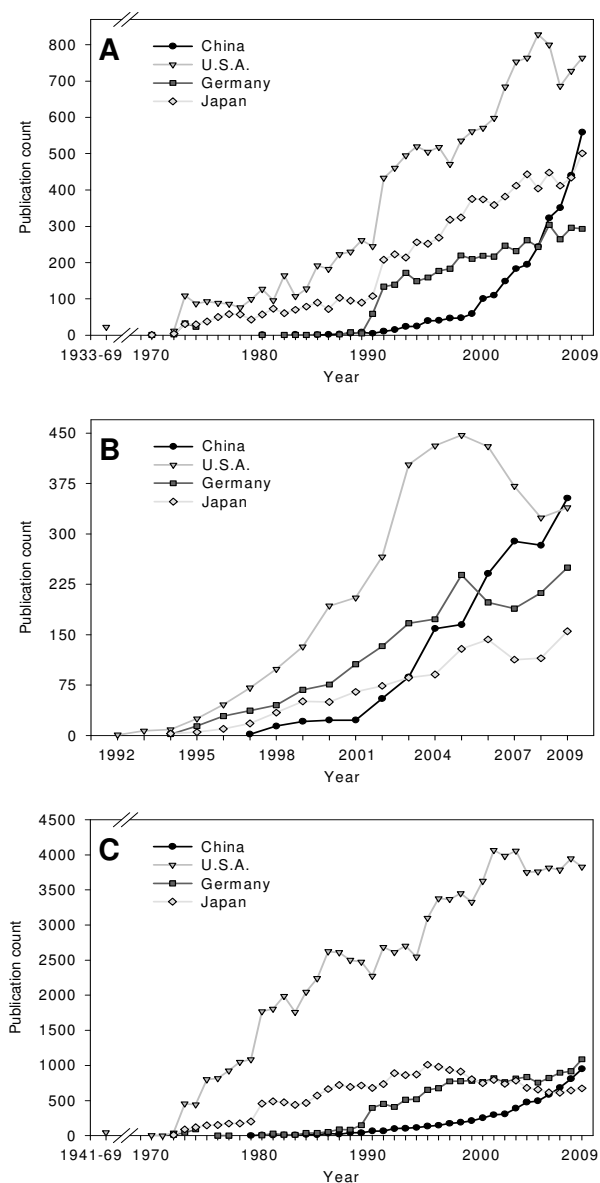 A
China
U.S.A.
Germany
Japan
800
700
600
500
400
300
200
100
0
Publication count
1933-69 1970 1980 1990 2000 2009
Year
B
China
U.S.A.
Germany
Japan
450
375
300
225
150
75
0
Publication count
1992 1995 1998 2001 2004 2007 2009
Year
C
China
U.S.A.
Germany
Japan
4500
4000
3500
3000
2500
2000
1500
1000
500
0
Publication count
1941-69 1970 1980 1990 2000 2009
Year